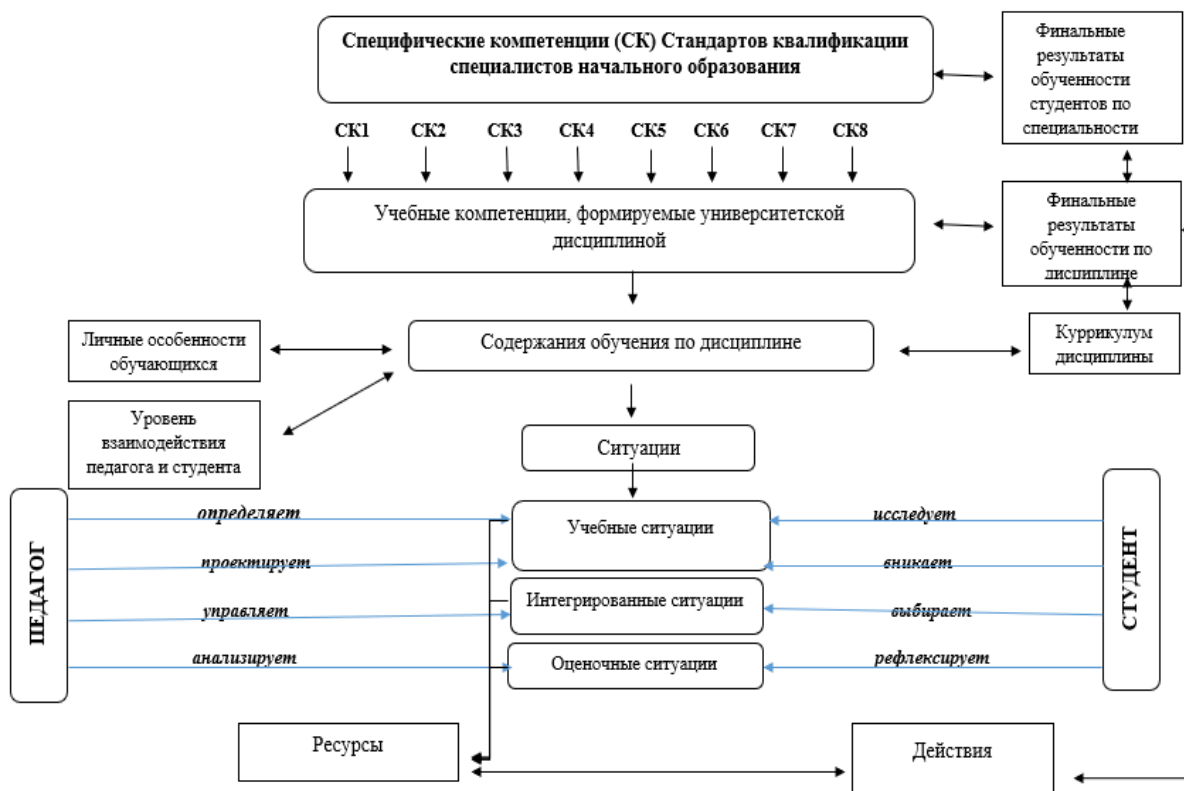 Специфические компетенции (СК) Стандартов квалификации
специалистов начального образования
Финальные
результаты
обученности
студентов по
специальности
СК1 СК2 СК3 СК4 СК5 СК6 СК7 СК8
Учебные компетенции, формируемые университетской
дисциплиной
Финальные
результаты
обученности по
дисциплине
Личные особенности
обучающихся
Содержания обучения по дисциплине
Куррикулум
дисциплины
Уровень
взаимодействия
педагога и студента
Ситуации
ПЕДАГОГ
определяет
проектирует
управляет
анализирует
Учебные ситуации
Интегрированные ситуации
Оценочные ситуации
исследует
вникает
выбирает
рефлексирует
СТУДЕНТ
Ресурсы
Действия